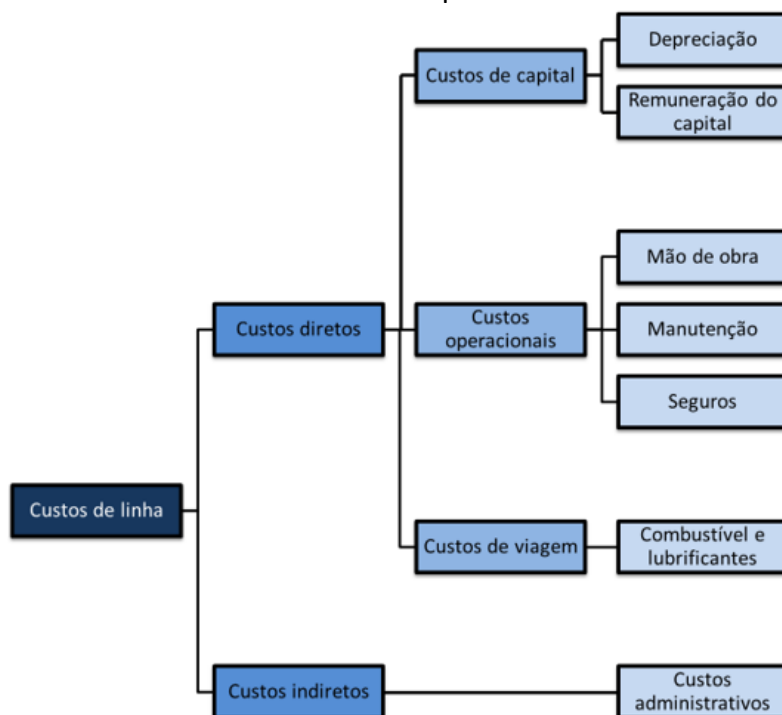 Depreciação
Custos de capital
Remuneração do
capital
Mão de obra
Custos diretos
Custos
operacionais
Manutenção
Seguros
Custos de linha
Custos de viagem
Combustível e
lubrificantes
Custos indiretos
Custos
administrativos